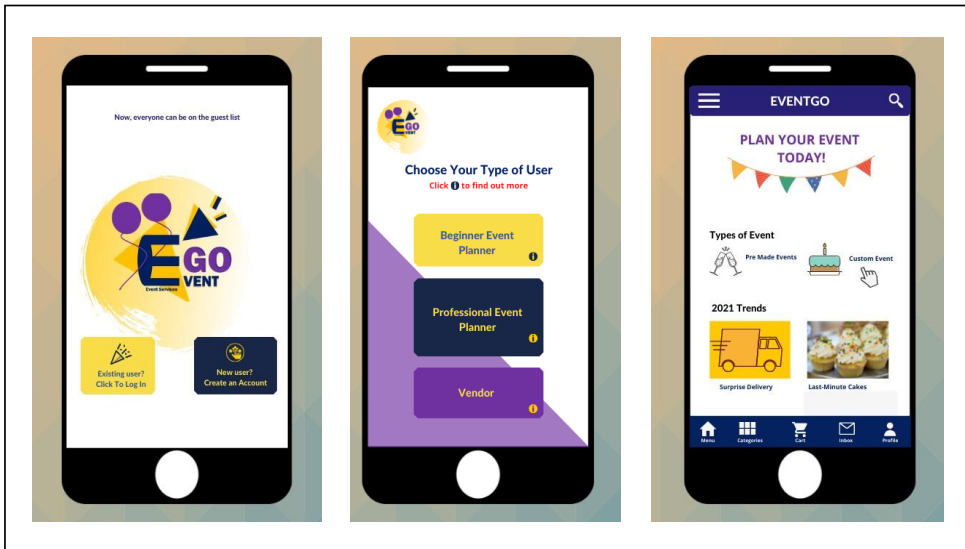 Now, everyone can be on the guest list
EGO
EVENT
Event Services
Existing user?
Click To Log In
New user?
Create an Account
EGO
EVENT
Choose Your Type of User
Click i to find out more
Beginner Event
Planner
i
Professional Event
Planner
i
Vendor
i
EVENTGO
PLAN YOUR EVENT
TODAY!
Types of Event
Pre Made Events
Custom Event
2021 Trends
Surprise Delivery
Last-Minute Cakes
Menu
Categories
Cart
Inbox
Profile